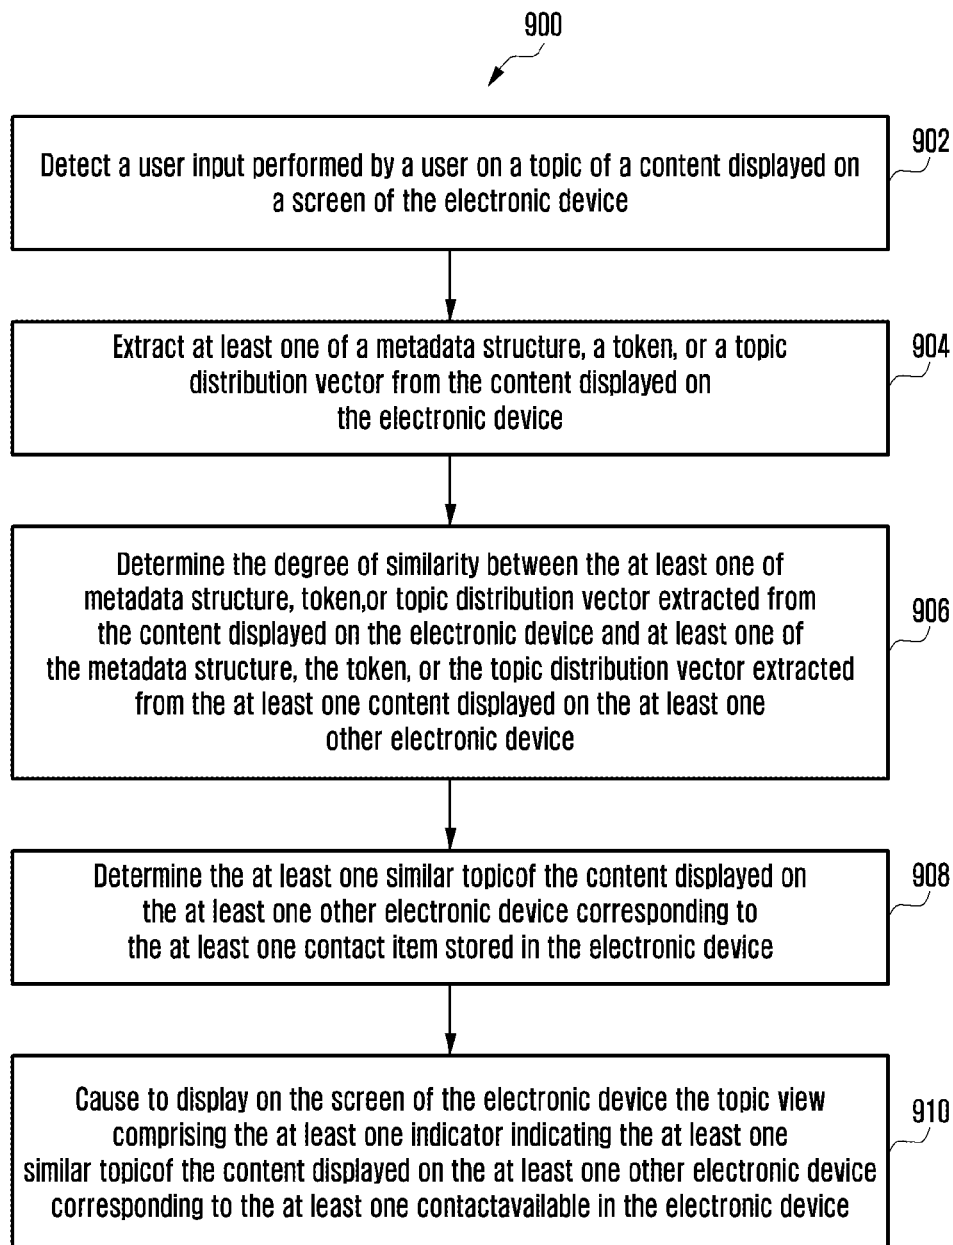 900
Detect a user input performed by a user on a topic of a content displayed on
a screen of the electronic device
902
Extract at least one of a metadata structure, a token, or a topic
distribution vector from the content displayed on
the electronic device
904
Determine the degree of similarity between the at least one of
metadata structure, token,or topic distribution vector extracted from
the content displayed on the electronic device and at least one of
the metadata structure, the token, or the topic distribution vector extracted
from the at least one content displayed on the at least one
other electronic device
906
Determine the at least one similar topicof the content displayed on
the at least one other electronic device corresponding to
the at least one contact item stored in the electronic device
908
Cause to display on the screen of the electronic device the topic view
comprising the at least one indicator indicating the at least one
similar topicof the content displayed on the at least one other electronic device
corresponding to the at least one contactavailable in the electronic device
910